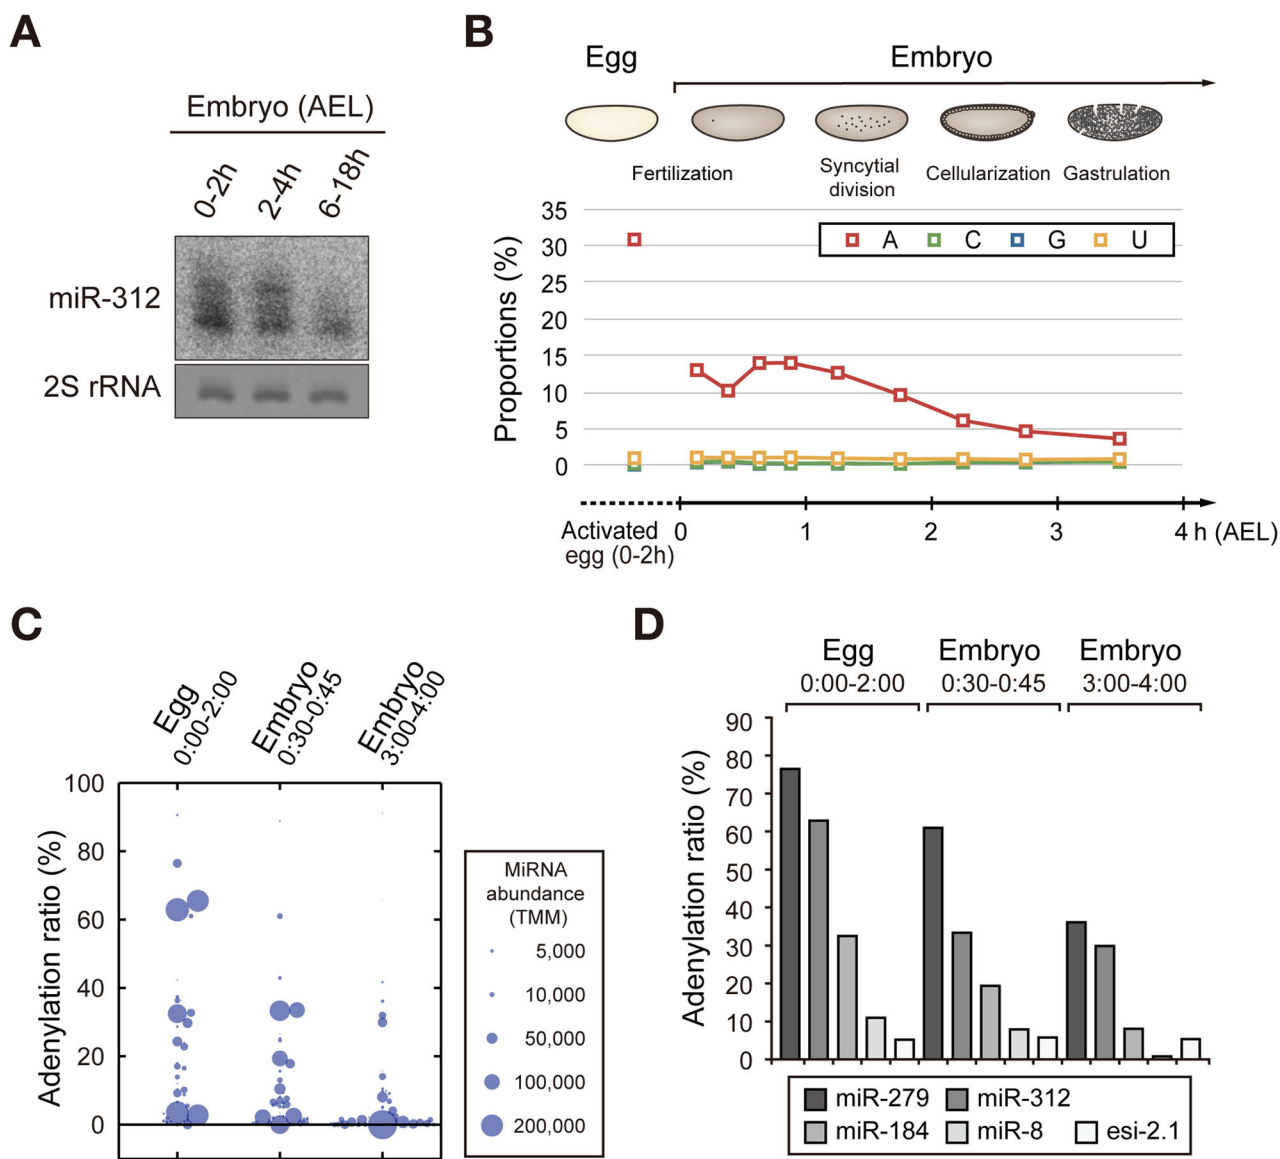 A
Embryo (AEL)
0-2h
2-4h
6-18h
miR-312
2S rRNA
B
Egg
Embryo
Fertilization
Syncytial
division
Cellularization
Gastrulation
Proportions (%)
35
30
25
20
15
10
5
0
A C G U
Activated
egg (0-2h)
0 1 2 3 4 h (AEL)
C
Egg
0:00-2:00
Embryo
0:30-0:45
Embryo
3:00-4:00
Adenylation ratio (%)
100
80
60
40
20
0
MiRNA
abundance
(TMM)
5,000
10,000
50,000
100,000
200,000
D
Egg
0:00-2:00
Embryo
0:30-0:45
Embryo
3:00-4:00
Adenylation ratio (%)
90
80
70
60
50
40
30
20
10
0
miR-279 miR-312
miR-184 miR-8 esi-2.1